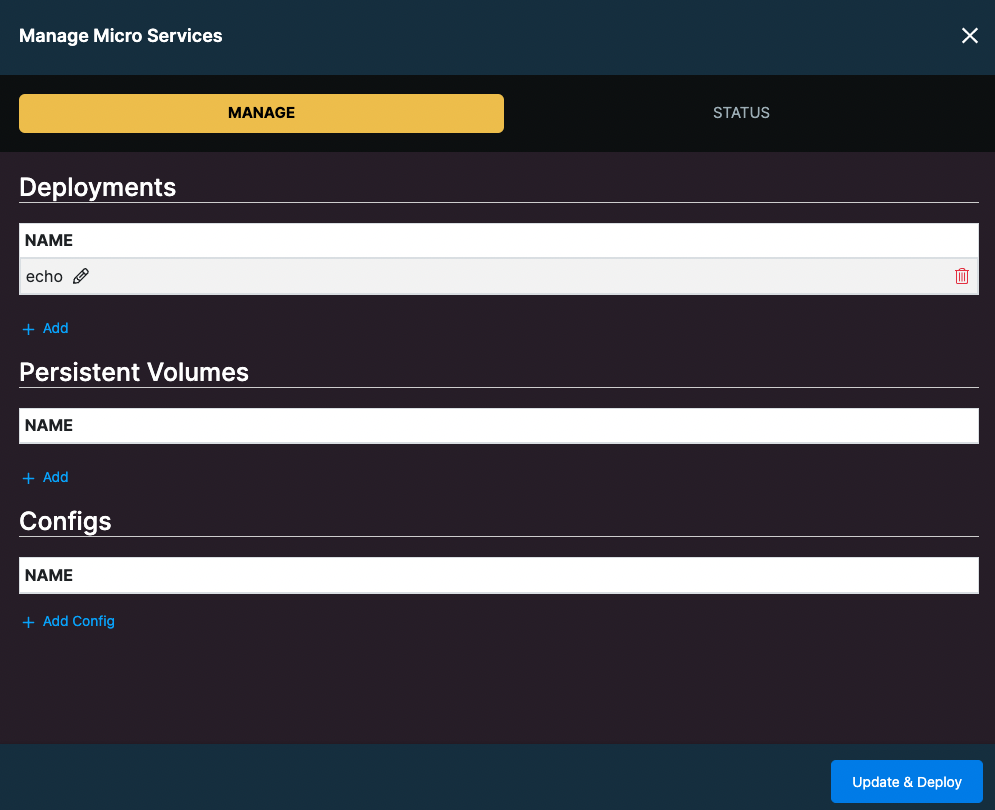 Manage Micro Services
MANAGE
STATUS
Deployments
NAME
echo
Add
Persistent Volumes
NAME
Add
Configs
NAME
Add Config
Update & Deploy